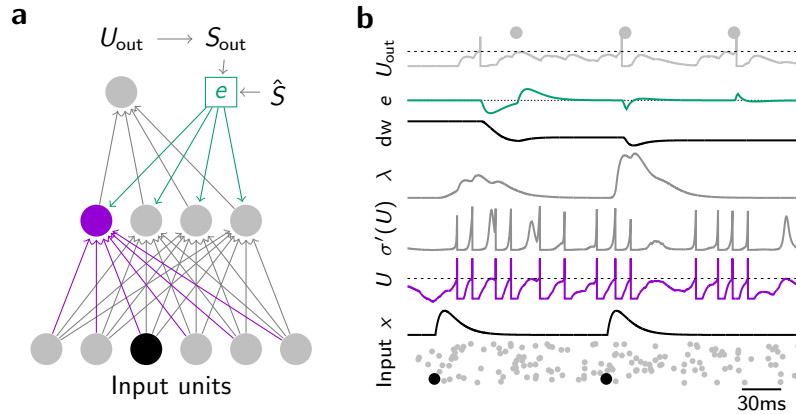 a
U_out → S_out
e ← Ŝ
Input units
b
U_out
e
dw
λ
σ′(U)
U
x
Input
30ms